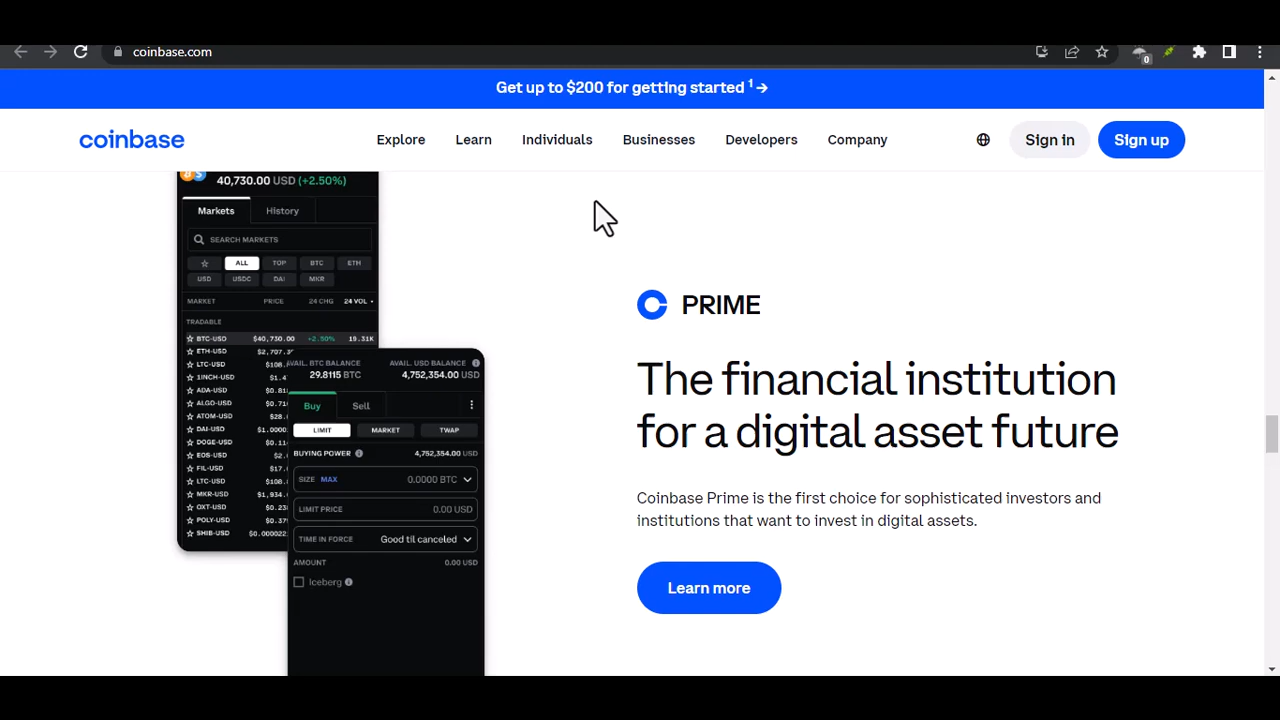 coinbase.com
0
Get up to $200 for getting started 1 →
coinbase
Explore
Learn
Individuals
Businesses
Developers
Company
Sign in
Sign up
40,730.00 USD (+2.50%)
Markets
History
SEARCH MARKETS
ALL
TOP
BTC
ETH
USD
USDC
DAI
MKR
MARKET
PRICE
24 CHG
24 VOL
TRADABLE
BTC-USD $40,730.00 +2.50% 19.31K
ETH-USD
LTC-USD
1INCH-USD
ADA-USD
ALGO-USD
ATOM-USD
DAI-USD
DOGE-USD
EOS-USD
FIL-USD
LTC-USD
MKR-USD
OXT-USD
POLY-USD
SHIB-USD
AVAIL. BTC BALANCE
29.8115 BTC
AVAIL. USD BALANCE
4,752,354.00 USD
Buy
Sell
LIMIT
MARKET
TWAP
BUYING POWER 4,752,354.00 USD
SIZE MAX 0.0000 BTC
LIMIT PRICE 0.00 USD
TIME IN FORCE Good til canceled
AMOUNT 0.00 USD
Iceberg
PRIME
The financial institution
for a digital asset future
Coinbase Prime is the first choice for sophisticated investors and
institutions that want to invest in digital assets.
Learn more